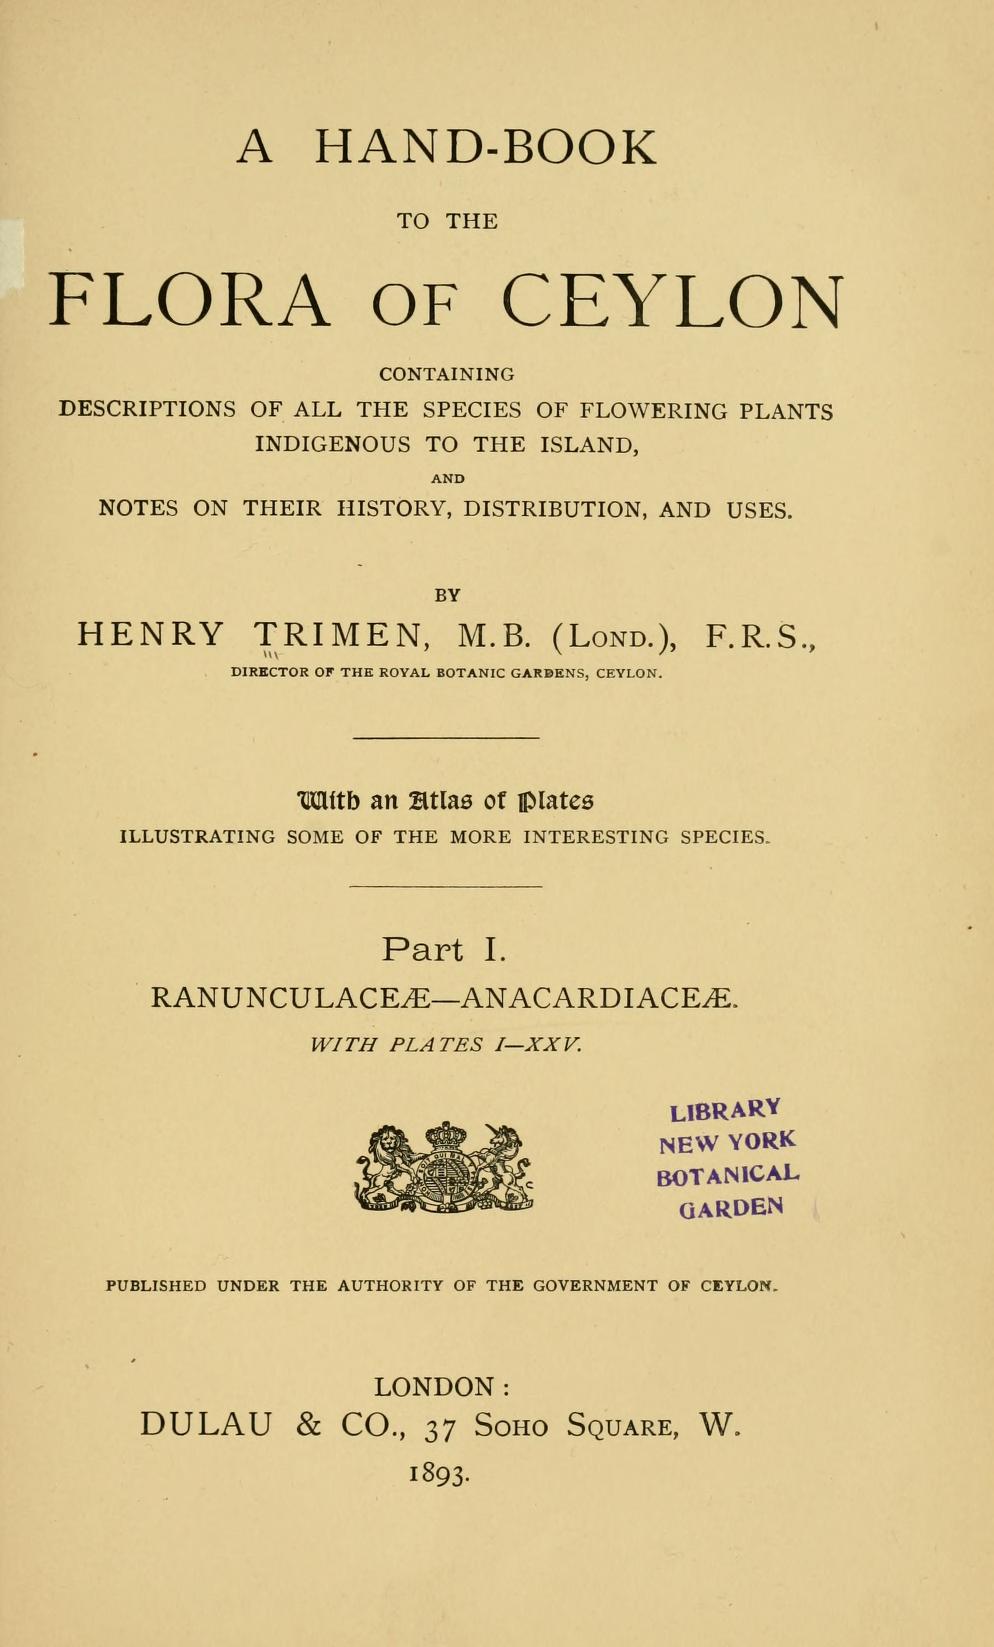 A HAND-BOOK
TO THE
FLORA OF CEYLON
CONTAINING
DESCRIPTIONS OF ALL THE SPECIES OF FLOWERING PLANTS
INDIGENOUS TO THE ISLAND,
AND
NOTES ON THEIR HISTORY, DISTRIBUTION, AND USES.
BY
HENRY TRIMEN, M.B. (LOND.), F.R.S.,
DIRECTOR OF THE ROYAL BOTANIC GARDENS, CEYLON.
With an Atlas of Plates
ILLUSTRATING SOME OF THE MORE INTERESTING SPECIES.
Part I.
RANUNCULACEÆ—ANACARDIACEÆ.
WITH PLATES I—XXV.
LIBRARY
NEW YORK
BOTANICAL
GARDEN
PUBLISHED UNDER THE AUTHORITY OF THE GOVERNMENT OF CEYLON.
LONDON :
DULAU & CO., 37 SOHO SQUARE, W.
1893.